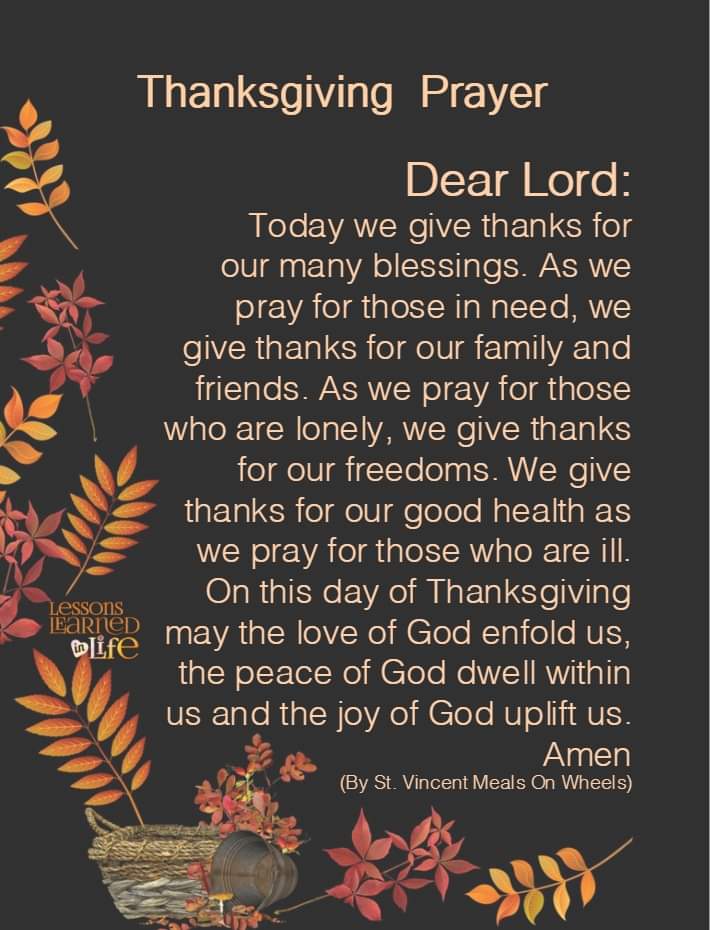 Thanksgiving Prayer
Dear Lord:
Today we give thanks for
our many blessings. As we
pray for those in need, we
give thanks for our family and
friends. As we pray for those
who are lonely, we give thanks
for our freedoms. We give
thanks for our good health as
we pray for those who are ill.
On this day of Thanksgiving
may the love of God enfold us,
the peace of God dwell within
us and the joy of God uplift us.
Amen
(By St. Vincent Meals On Wheels)
Lessons
LEarnED
in Life